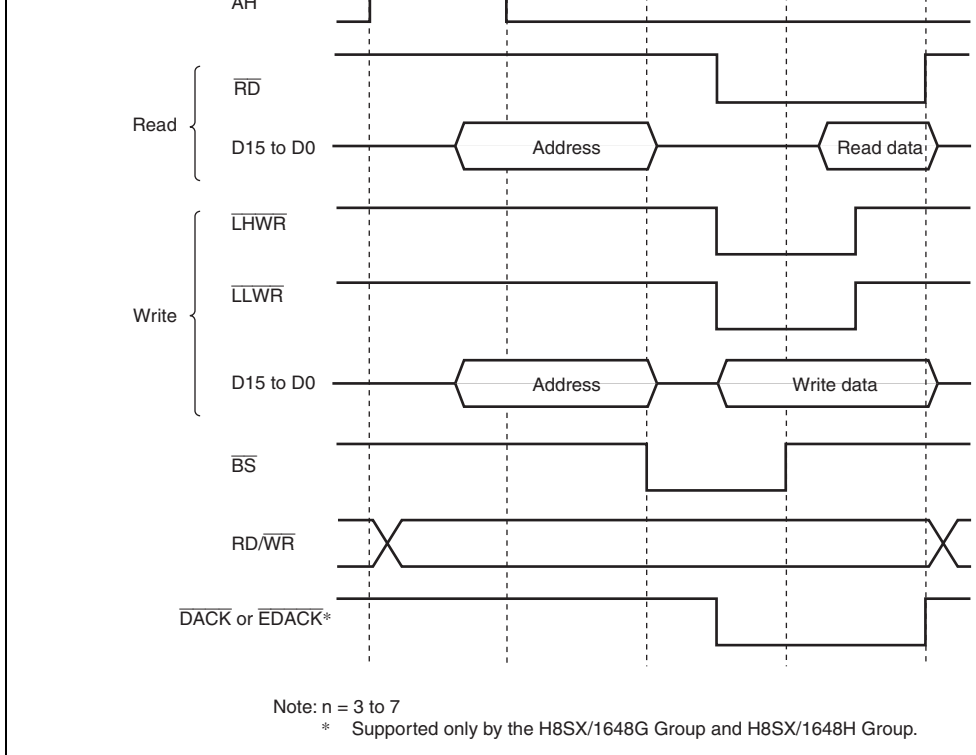 AH
RD
Read
D15 to D0
Address
Read data
LHWR
LLWR
Write
D15 to D0
Address
Write data
BS
RD/WR
DACK or EDACK*
Note: n = 3 to 7
* Supported only by the H8SX/1648G Group and H8SX/1648H Group.